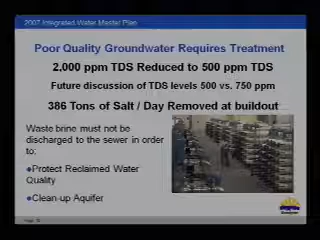 2007 Integrated Water Master Plan
Poor Quality Groundwater Requires Treatment
2,000 ppm TDS Reduced to 500 ppm TDS
Future discussion of TDS levels 500 vs. 750 ppm
386 Tons of Salt / Day Removed at buildout
Waste brine must not be
discharged to the sewer in order
to:
●Protect Reclaimed Water
Quality
●Clean-up Aquifer